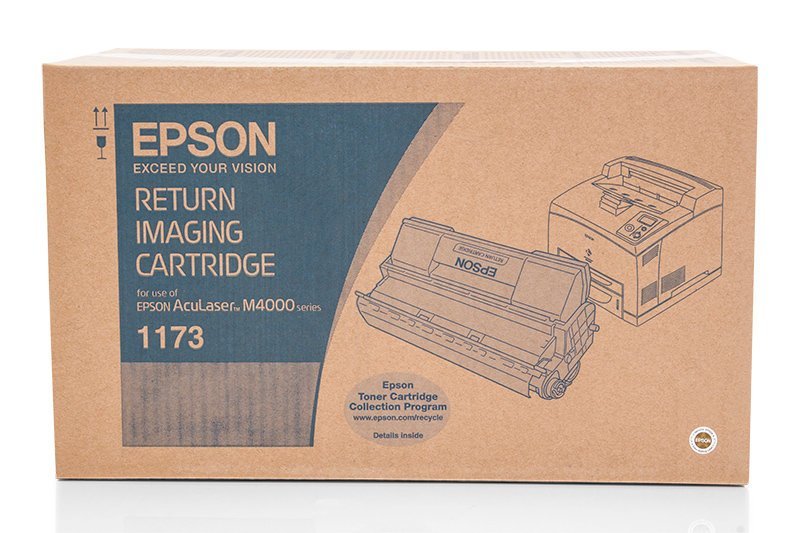 EPSON
EXCEED YOUR VISION
RETURN
IMAGING
CARTRIDGE
for use of
EPSON AcuLaser™ M4000 series
1173
RETURN CARTRIDGE
EPSON
Epson
Toner Cartridge
Collection Program
www.epson.com/recycle
Details inside
EPSON